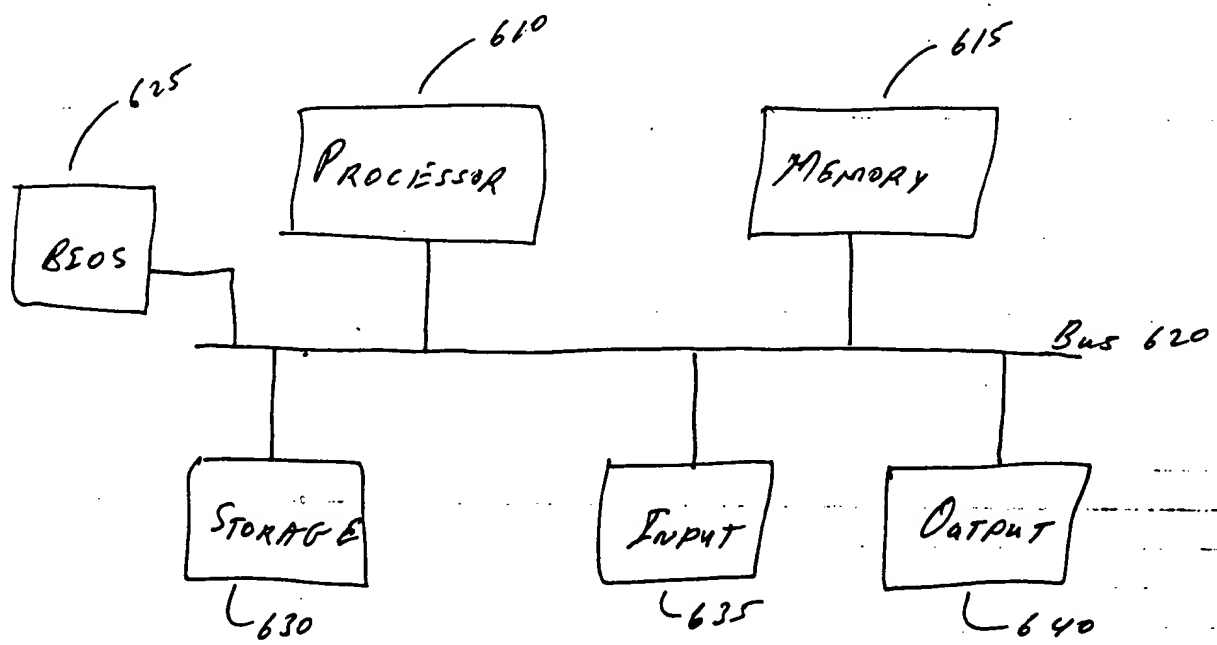 610
615
625
PROCESSOR
MEMORY
BIOS
Bus 620
STORAGE
INPUT
OUTPUT
630
635
640